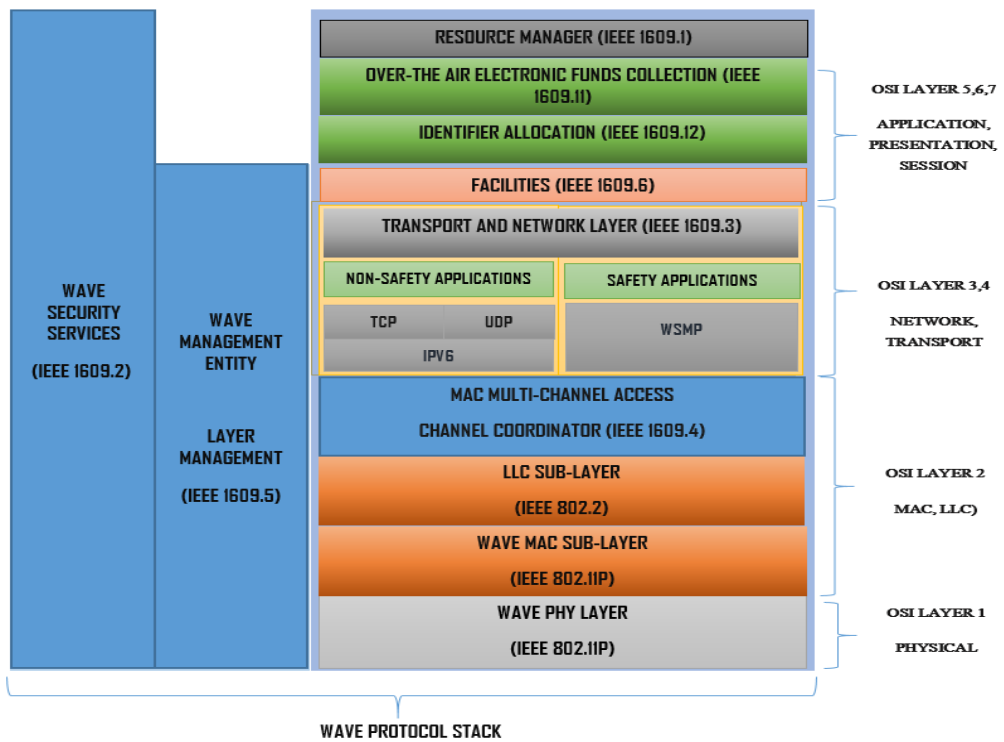 RESOURCE MANAGER (IEEE 1609.1)
OVER-THE AIR ELECTRONIC FUNDS COLLECTION (IEEE
1609.11)
IDENTIFIER ALLOCATION (IEEE 1609.12)
FACILITIES (IEEE 1609.6)
TRANSPORT AND NETWORK LAYER (IEEE 1609.3)
NON-SAFETY APPLICATIONS
SAFETY APPLICATIONS
TCP
UDP
WSMP
IPV6
MAC MULTI-CHANNEL ACCESS
CHANNEL COORDINATOR (IEEE 1609.4)
LLC SUB-LAYER
(IEEE 802.2)
WAVE MAC SUB-LAYER
(IEEE 802.11P)
WAVE PHY LAYER
(IEEE 802.11P)
WAVE
SECURITY
SERVICES
(IEEE 1609.2)
WAVE
MANAGEMENT
ENTITY
LAYER
MANAGEMENT
(IEEE 1609.5)
OSI LAYER 5,6,7
APPLICATION,
PRESENTATION,
SESSION
OSI LAYER 3,4
NETWORK,
TRANSPORT
OSI LAYER 2
MAC, LLC)
OSI LAYER 1
PHYSICAL
WAVE PROTOCOL STACK